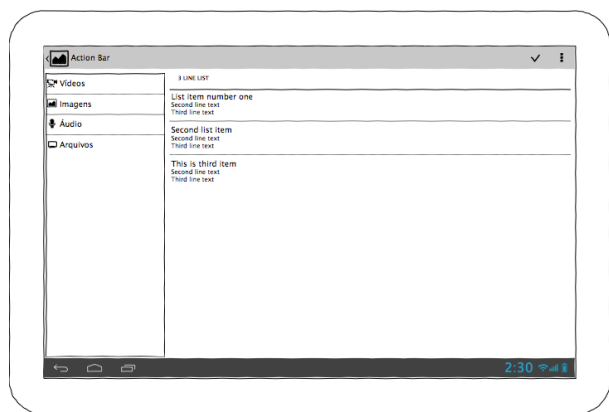 Action Bar
Vídeos
Imagens
Áudio
Arquivos
3 LINE LIST
List item number one
Second line text
Third line text
Second list item
Second line text
Third line text
This is third item
Second line text
Third line text
2:30